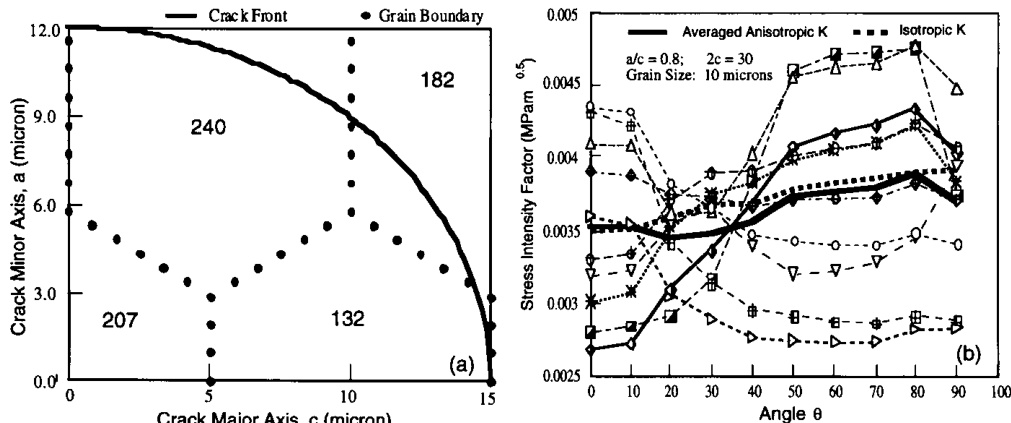 Crack Front
Grain Boundary
12.0
9.0
6.0
3.0
0.0
Crack Minor Axis, a (micron)
182
240
207
132
(a)
0
5
10
15
Crack Major Axis, c (micron)
0.005
0.0045
0.004
0.0035
0.003
0.0025
Stress Intensity Factor (MPam 0.5)
Averaged Anisotropic K
Isotropic K
a/c = 0.8; 2c = 30
Grain Size: 10 microns
(b)
0 10 20 30 40 50 60 70 80 90 100
Angle θ